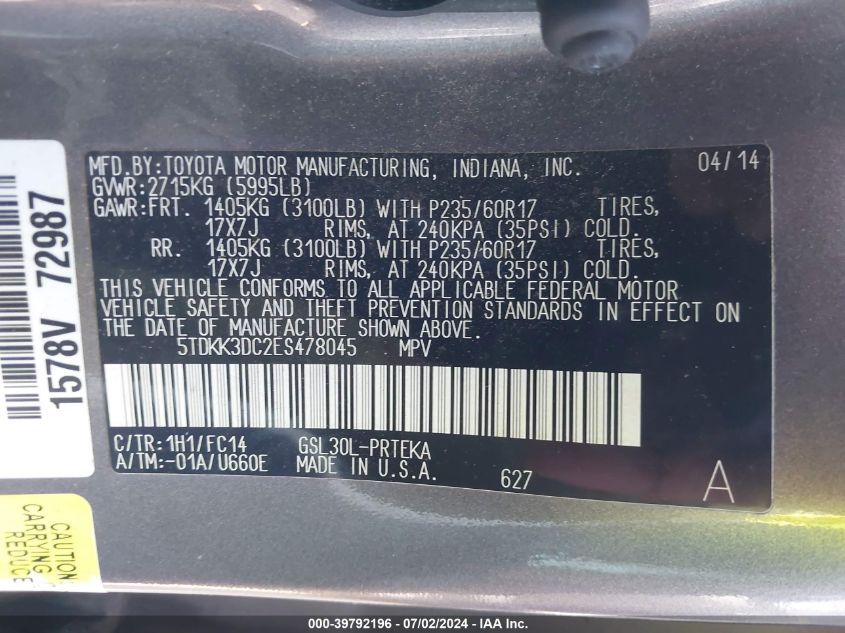 MFD.BY:TOYOTA MOTOR MANUFACTURING, INDIANA, INC. 04/14
GVWR:2715KG (5995LB)
GAWR:FRT. 1405KG (3100LB) WITH P235/60R17 TIRES,
17X7J RIMS, AT 240KPA (35PSI) COLD.
RR. 1405KG (3100LB) WITH P235/60R17 TIRES,
17X7J RIMS, AT 240KPA (35PSI) COLD.
THIS VEHICLE CONFORMS TO ALL APPLICABLE FEDERAL MOTOR
VEHICLE SAFETY AND THEFT PREVENTION STANDARDS IN EFFECT ON
THE DATE OF MANUFACTURE SHOWN ABOVE.
5TDKK3DC2ES478045 MPV
C/TR:1H1/FC14 GSL30L-PRTEKA
A/TM:-01A/U660E MADE IN U.S.A. 627 A
1578V 72987
CAUTION
CARRYING
REDUCE
000-39792196 - 07/02/2024 - IAA Inc.